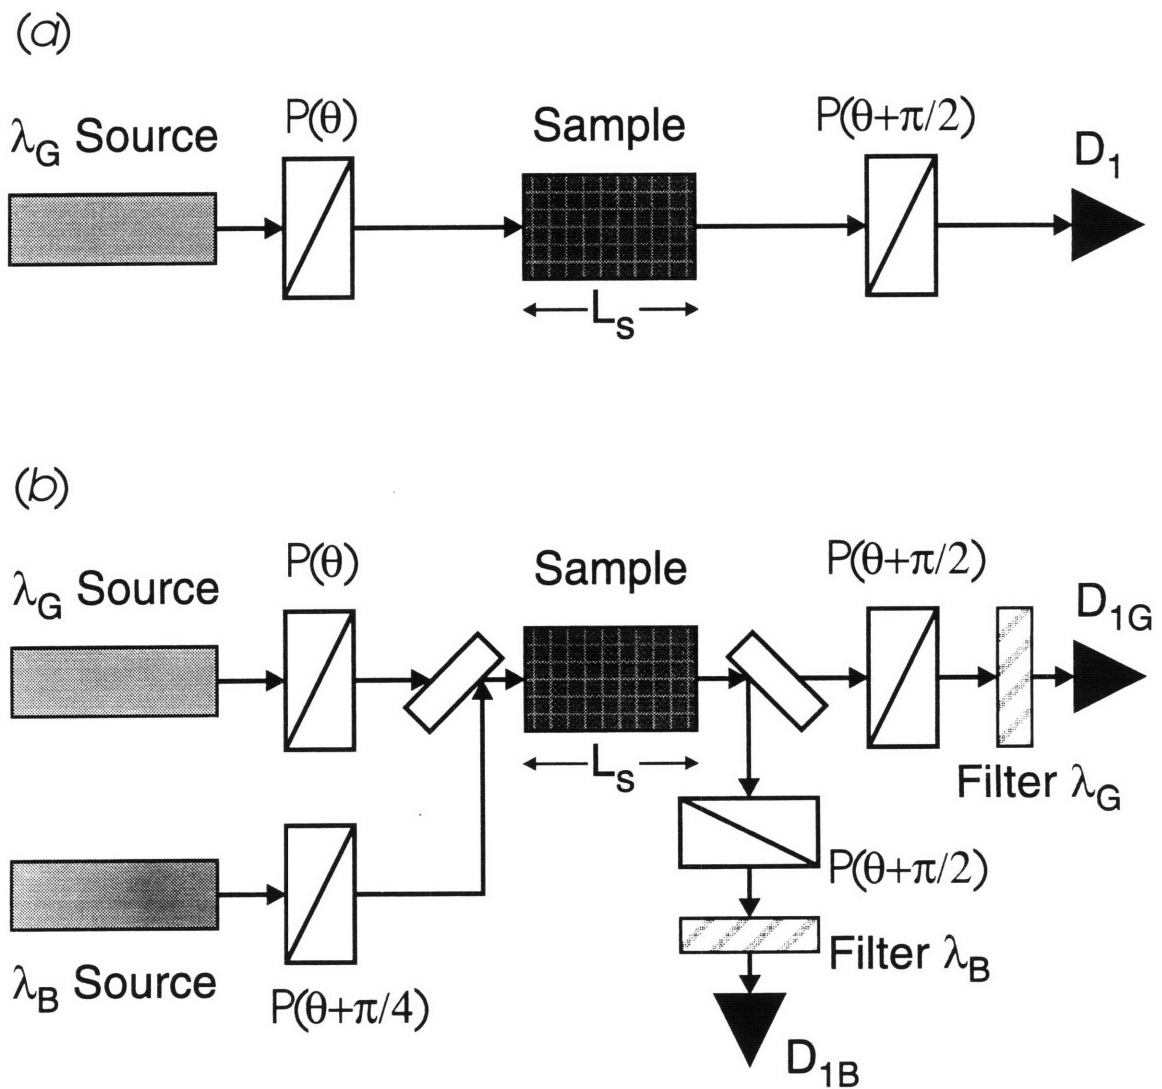 (a)
λG Source
P(θ)
Sample
P(θ+π/2)
D1
Ls
(b)
λG Source
P(θ)
Sample
P(θ+π/2)
D1G
Ls
Filter λG
P(θ+π/2)
Filter λB
λB Source
P(θ+π/4)
D1B